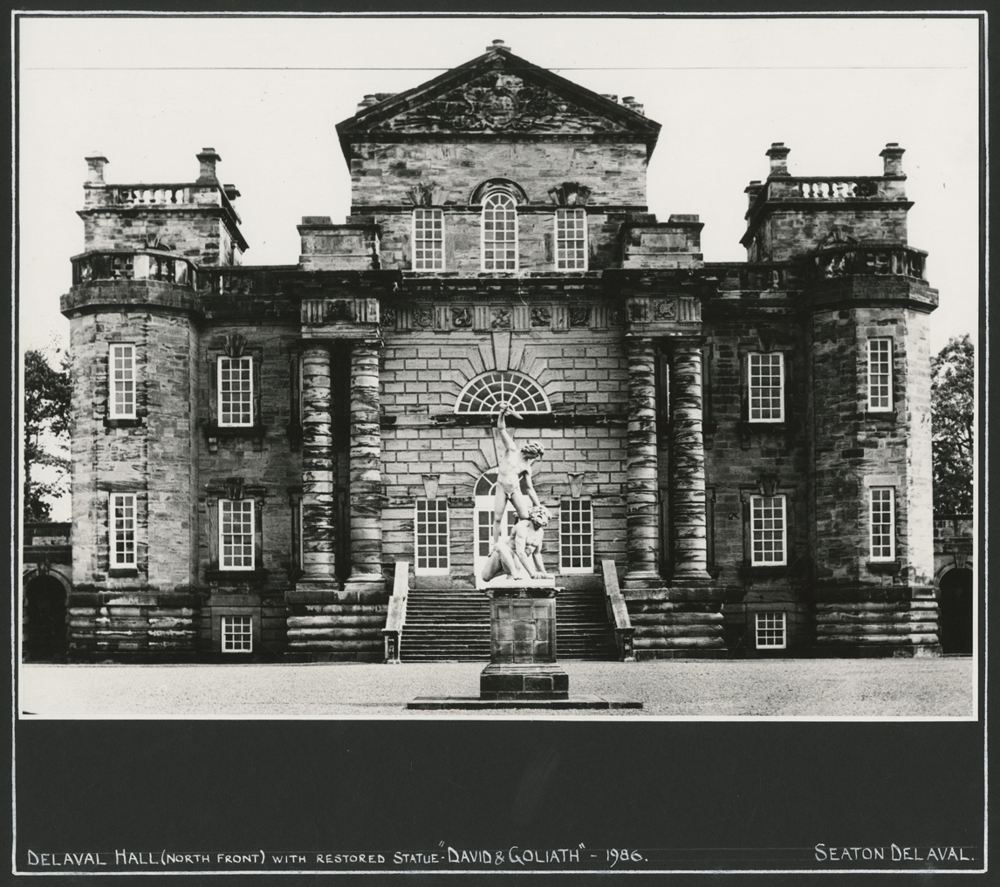 DELAVAL HALL (NORTH FRONT) WITH RESTORED STATUE - "DAVID & GOLIATH" - 1986. SEATON DELAVAL.